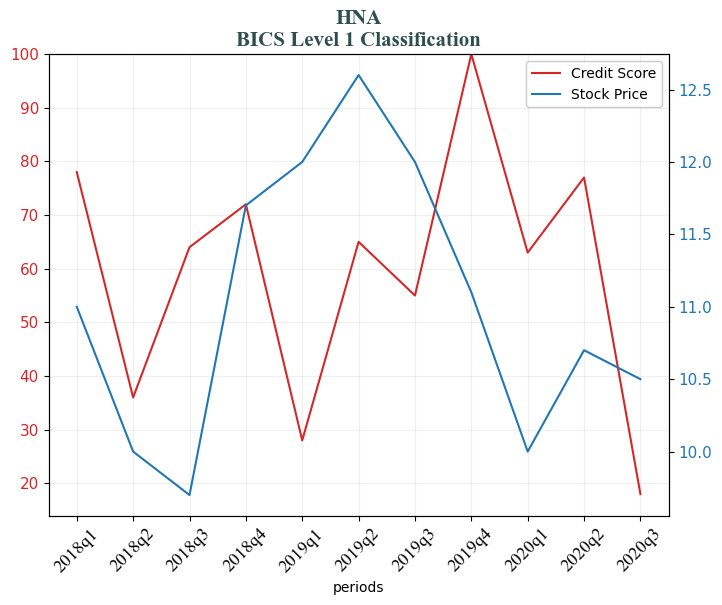 HNA
BICS Level 1 Classification
Credit Score
Stock Price
100
90
80
70
60
50
40
30
20
12.5
12.0
11.5
11.0
10.5
10.0
2018q1
2018q2
2018q3
2018q4
2019q1
2019q2
2019q3
2019q4
2020q1
2020q2
2020q3
periods